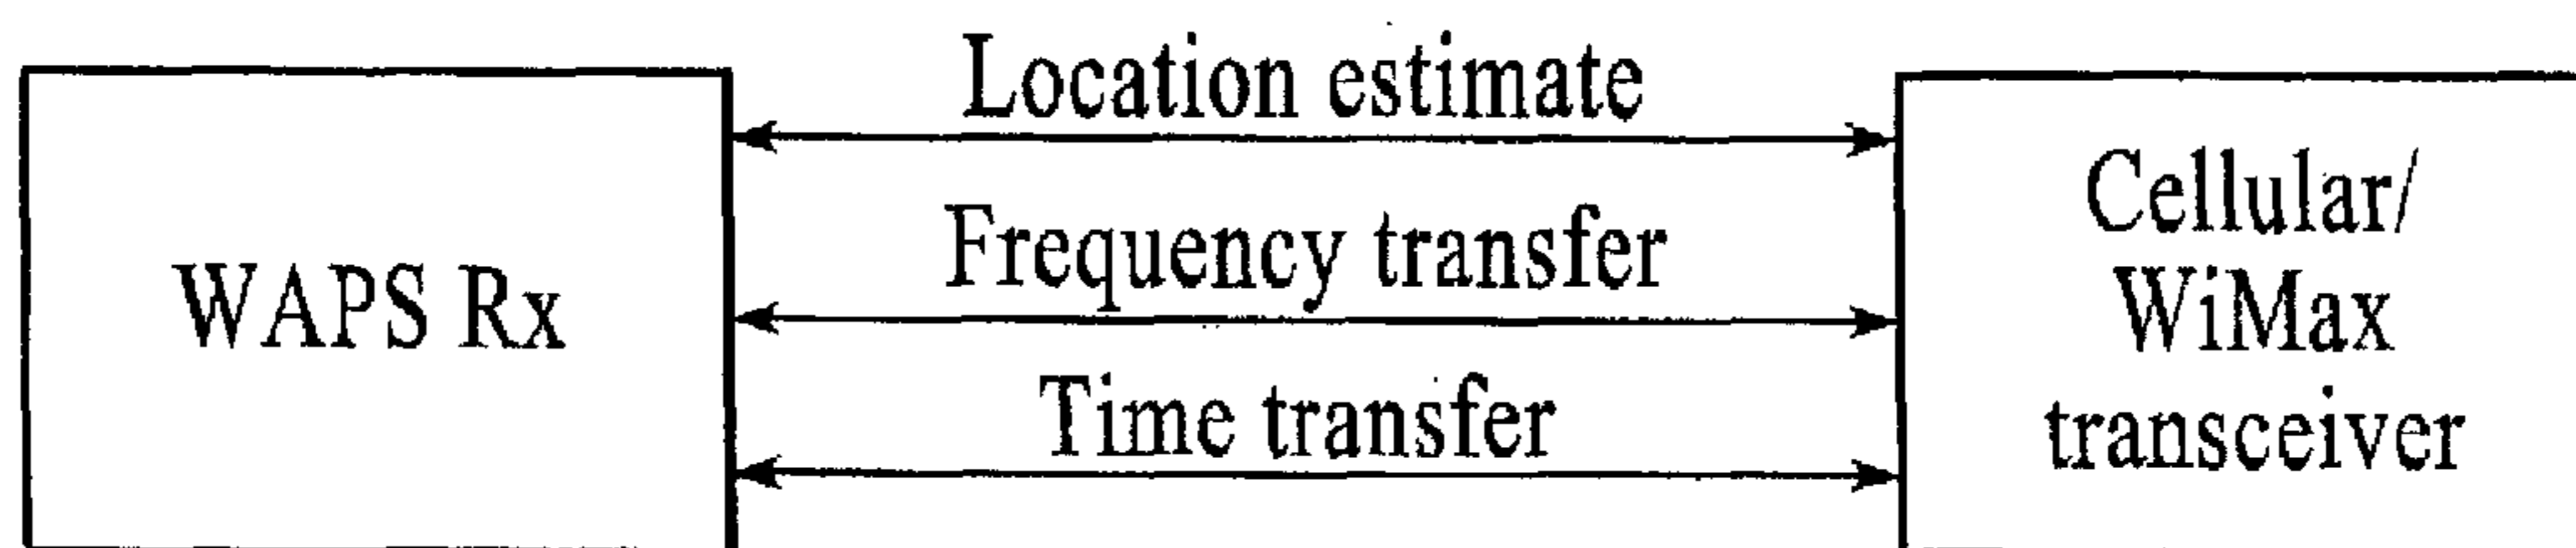 Location estimate
Frequency transfer
Time transfer
WAPS Rx
Cellular/
WiMax
transceiver